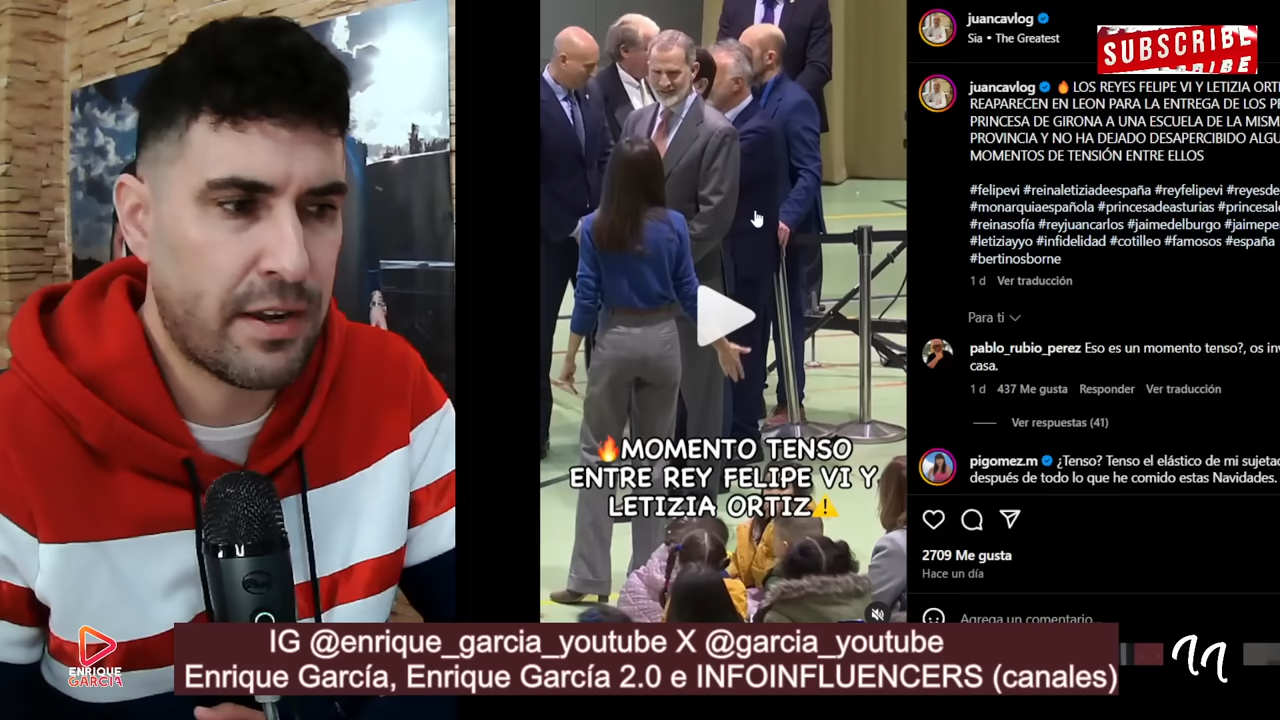 juancavlog
Sia • The Greatest
SUBSCRIBE
juancavlog 🔥 LOS REYES FELIPE VI Y LETIZIA
REAPARECEN EN LEON PARA LA ENTREGA DE LOS
PRINCESA DE GIRONA A UNA ESCUELA DE LA MISM
PROVINCIA Y NO HA DEJADO DESAPERCIBIDO ALGU
MOMENTOS DE TENSIÓN ENTRE ELLOS
#felipevi #reinaletiziadeespaña #reyfelipevi #reyesde
#monarquiaespañola #princesadeasturias #princesale
#reinasofía #reyjuancarlos #jaimedelburgo #jaimepe
#letiziayyo #infidelidad #cotilleo #famosos #españa
#bertinosborne
1 d Ver traducción
Para ti
pablo_rubio_perez Eso es un momento tenso?, os inv
casa.
1 d 437 Me gusta Responder Ver traducción
Ver respuestas (41)
pigomez.m ¿Tenso? Tenso el elástico de mi sujeta
después de todo lo que he comido estas Navidades.
2709 Me gusta
Hace un día
Agrega un comentario...
🔥MOMENTO TENSO
ENTRE REY FELIPE VI Y
LETIZIA ORTIZ⚠️
IG @enrique_garcia_youtube X @garcia_youtube
Enrique García, Enrique García 2.0 e INFOINFLUENCERS (canales)
ENRIQUE
GARCÍA